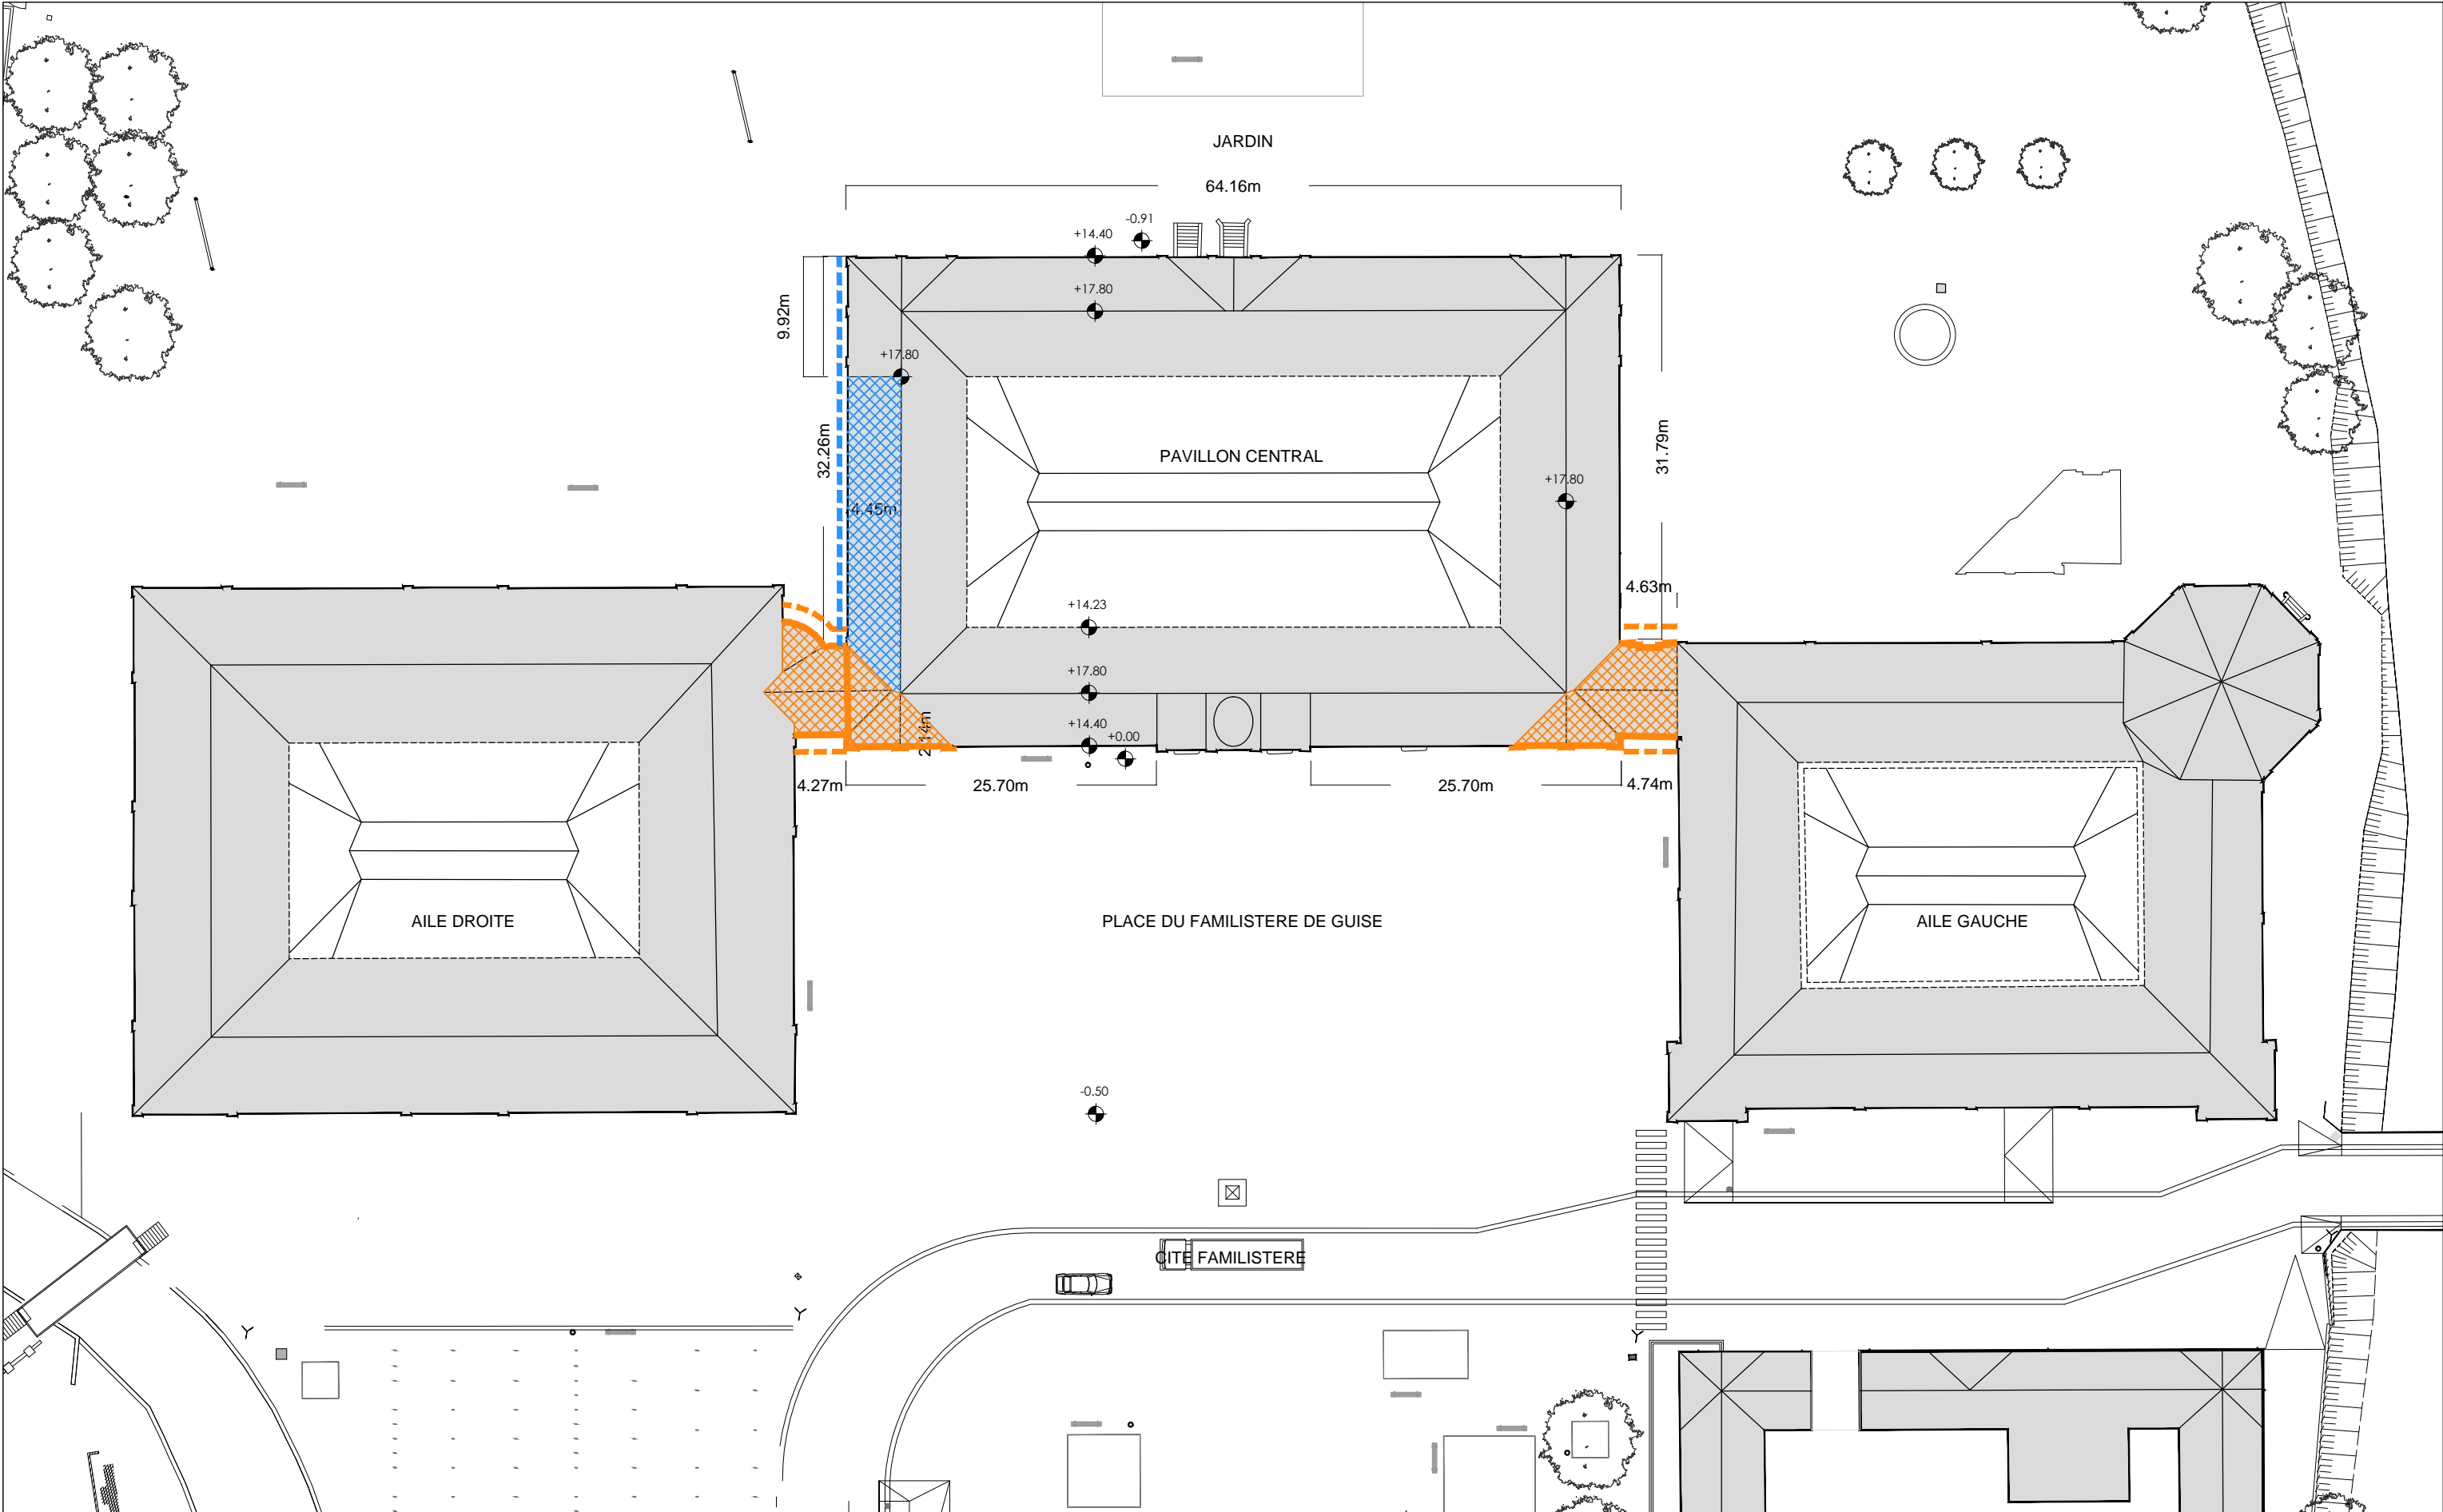 JARDIN
64.16m
-0.91
+14.40
+17.80
9.92m
+17.80
32.26m
4.45m
PAVILLON CENTRAL
31.79m
+17.80
4.63m
+14.23
+17.80
2.14m
+14.40
+0.00
4.27m
25.70m
25.70m
4.74m
AILE DROITE
PLACE DU FAMILISTERE DE GUISE
AILE GAUCHE
-0.50
CITE FAMILISTERE